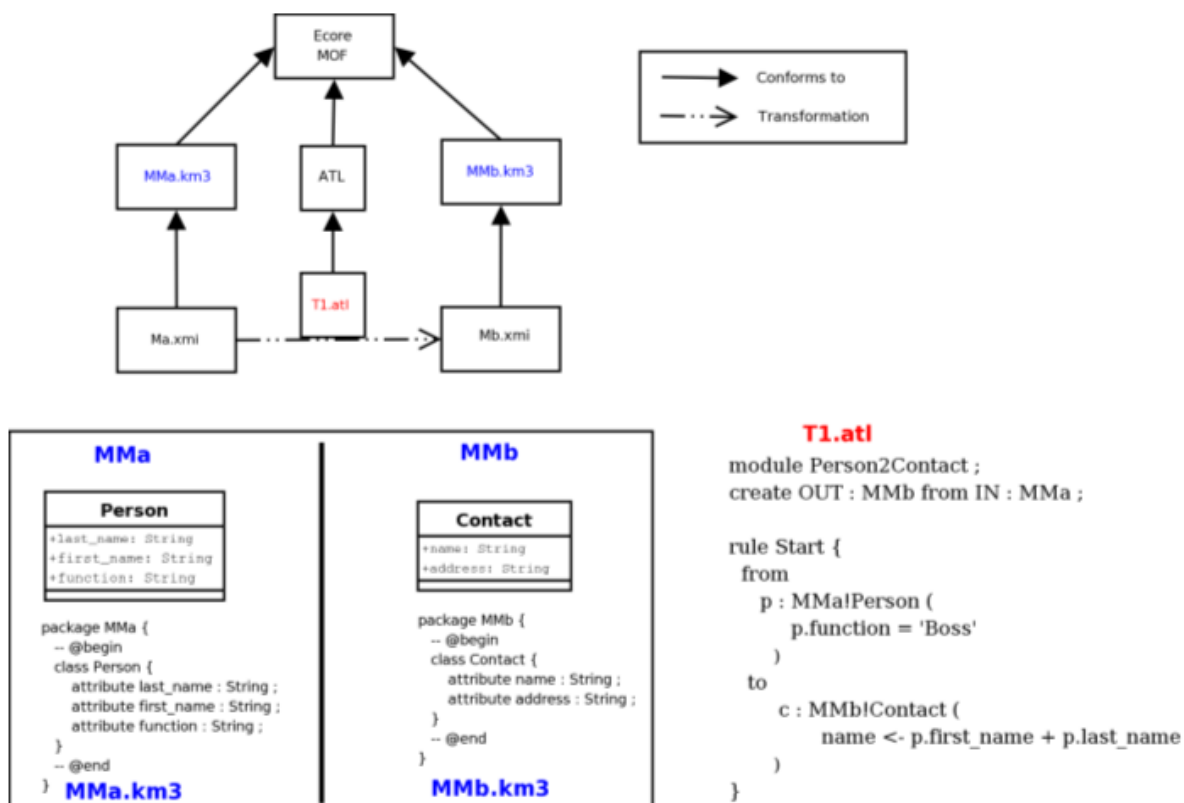 Ecore
MOF
Conforms to
Transformation
MMa.km3
ATL
MMb.km3
T1.atl
Ma.xmi
Mb.xmi
MMa
Person
+last_name: String
+first_name: String
+function: String
package MMa {
-- @begin
class Person {
attribute last_name : String ;
attribute first_name : String ;
attribute function : String ;
}
-- @end
}
MMa.km3
MMb
Contact
+name: String
+address: String
package MMb {
-- @begin
class Contact {
attribute name : String ;
attribute address : String ;
}
-- @end
}
MMb.km3
T1.atl
module Person2Contact ;
create OUT : MMb from IN : MMa ;
rule Start {
from
p : MMa!Person (
p.function = 'Boss'
)
to
c : MMb!Contact (
name <- p.first_name + p.last_name
)
}